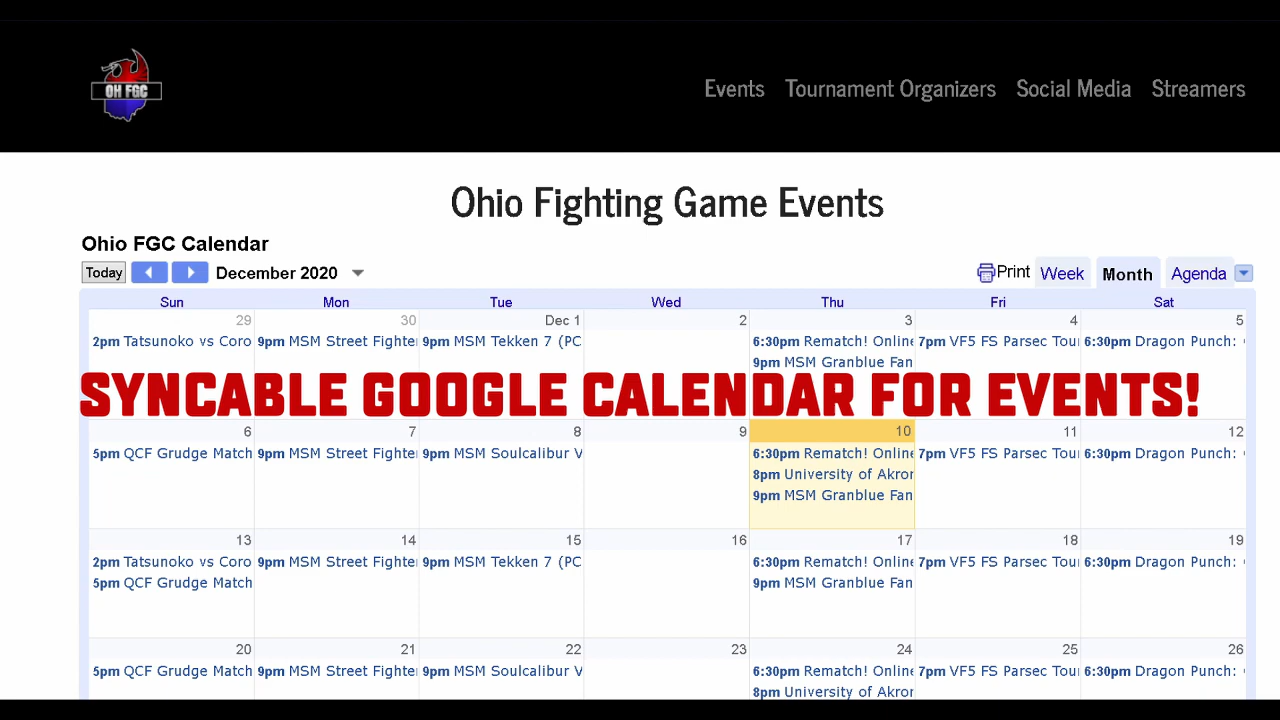 OH FGC
Events Tournament Organizers Social Media Streamers
Ohio Fighting Game Events
Ohio FGC Calendar
Today December 2020 Print Week Month Agenda
Sun Mon Tue Wed Thu Fri Sat
29 30 Dec 1 2 3 4 5
2pm Tatsunoko vs Coro 9pm MSM Street Fighte 9pm MSM Tekken 7 (PC 6:30pm Rematch! Online 7pm VF5 FS Parsec Tour 6:30pm Dragon Punch:
9pm MSM Granblue Fan
SYNCABLE GOOGLE CALENDAR FOR EVENTS!
6 7 8 9 10 11 12
5pm QCF Grudge Match 9pm MSM Street Fighte 9pm MSM Soulcalibur V 6:30pm Rematch! Online 7pm VF5 FS Parsec Tour 6:30pm Dragon Punch:
8pm University of Akror
9pm MSM Granblue Fan
13 14 15 16 17 18 19
2pm Tatsunoko vs Coro 9pm MSM Street Fighte 9pm MSM Tekken 7 (PC 6:30pm Rematch! Online 7pm VF5 FS Parsec Tour 6:30pm Dragon Punch:
5pm QCF Grudge Match 9pm MSM Granblue Fan
20 21 22 23 24 25 26
5pm QCF Grudge Match 9pm MSM Street Fighte 9pm MSM Soulcalibur V 6:30pm Rematch! Online 7pm VF5 FS Parsec Tour 6:30pm Dragon Punch:
8pm University of Akror